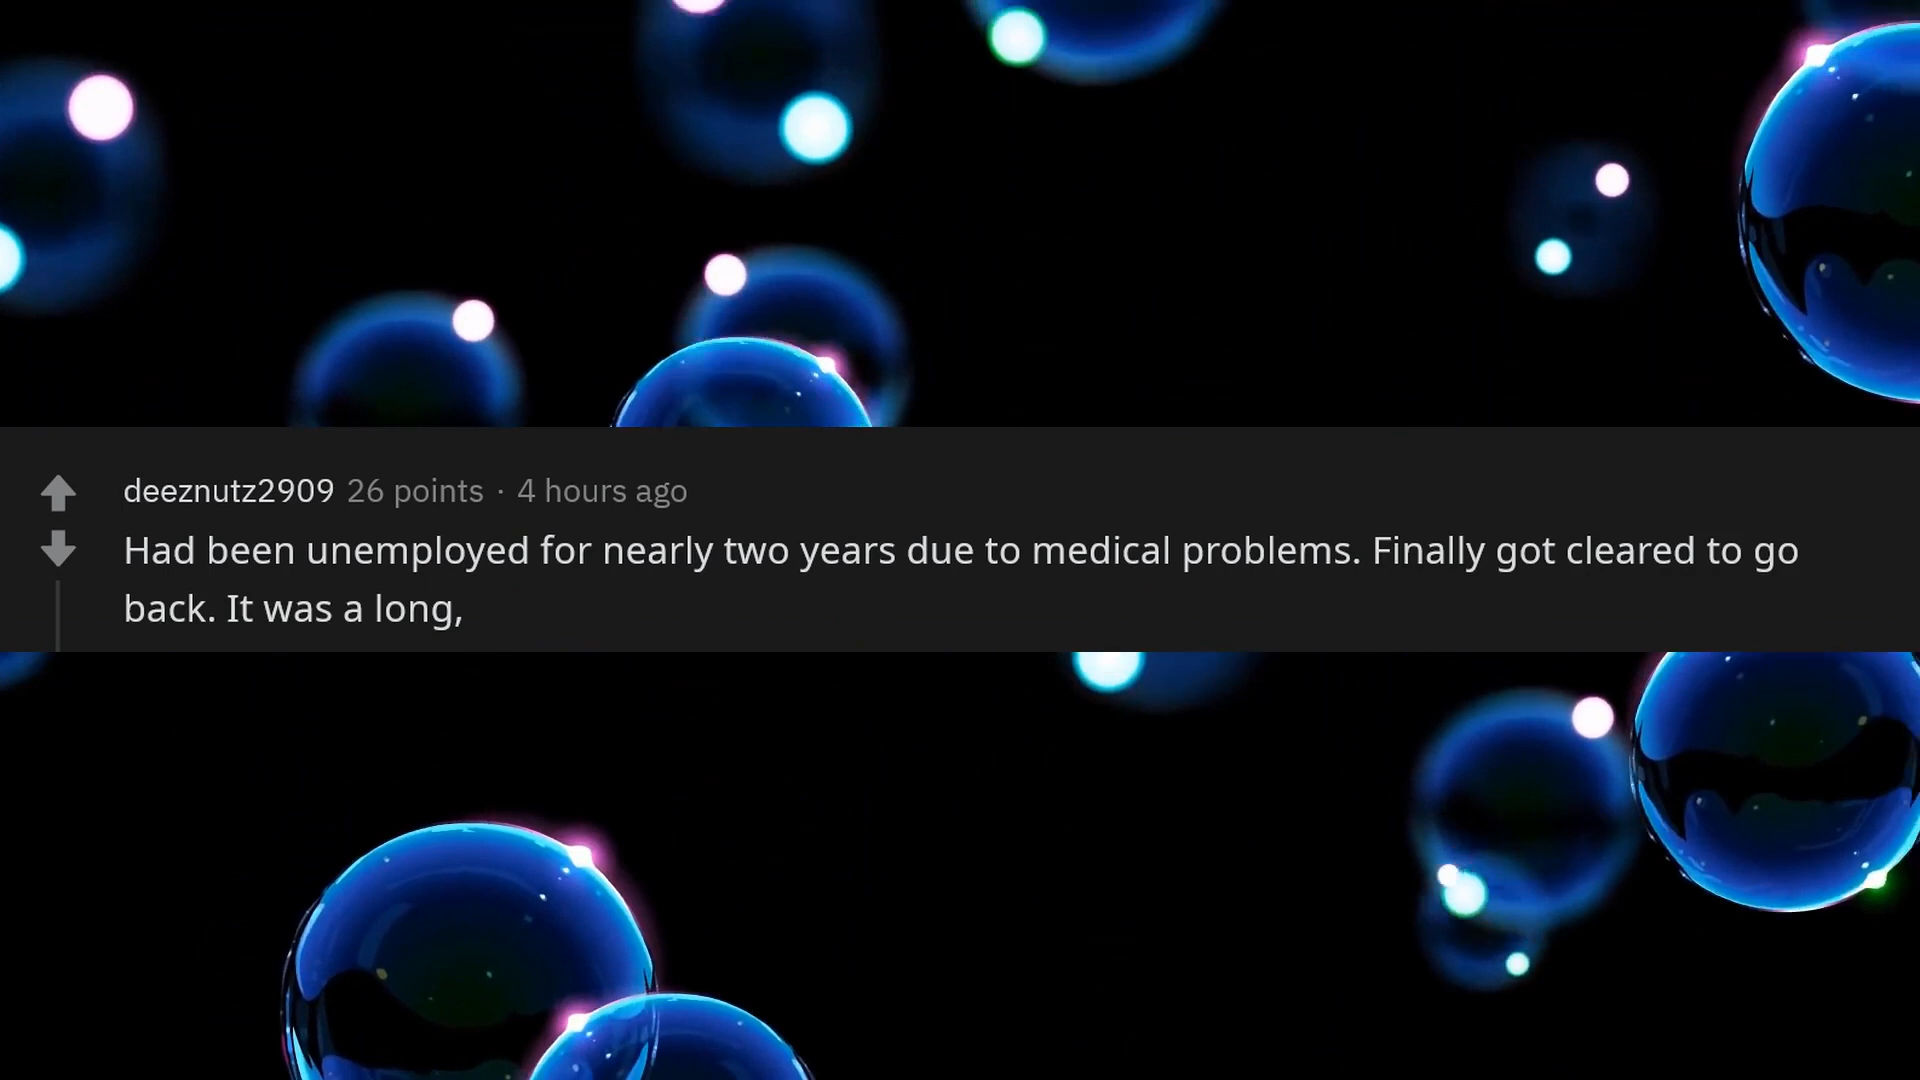 deeznutz2909 26 points · 4 hours ago
Had been unemployed for nearly two years due to medical problems. Finally got cleared to go
back. It was a long,